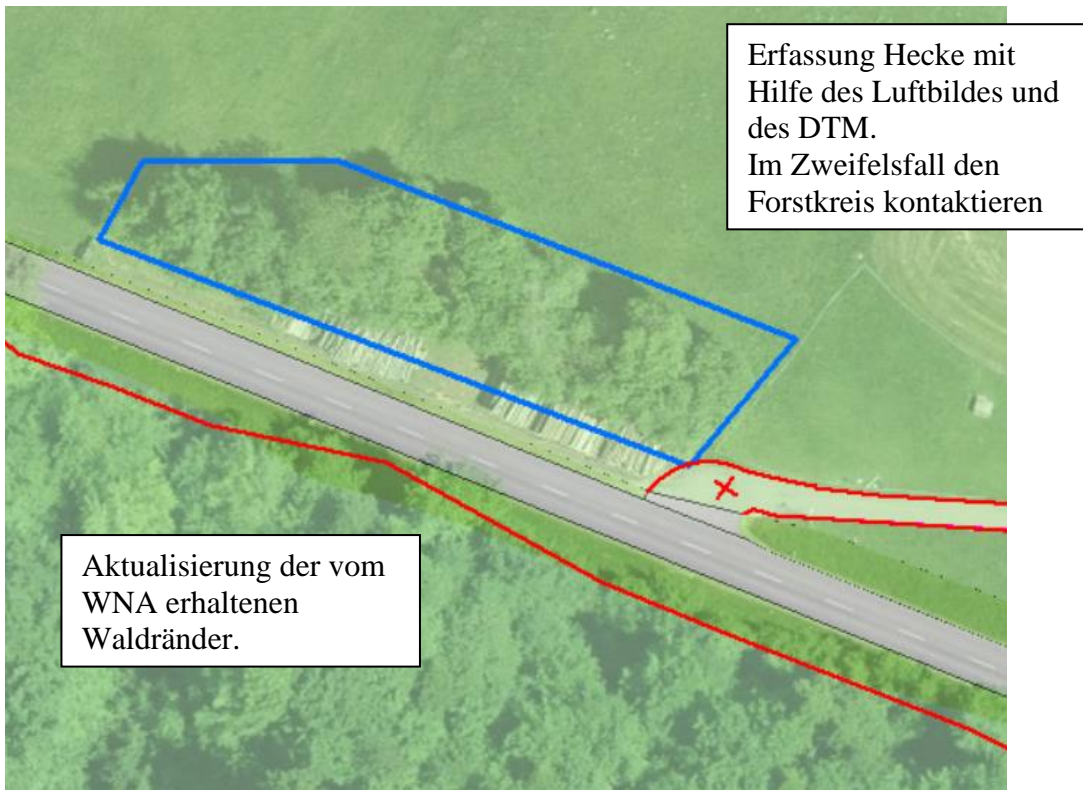 Erfassung Hecke mit
Hilfe des Luftbildes und
des DTM.
Im Zweifelsfall den
Forstkreis kontaktieren
Aktualisierung der vom
WNA erhaltenen
Waldränder.